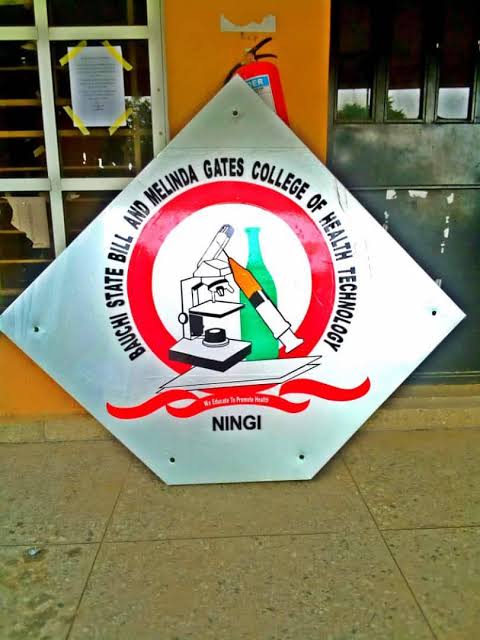 BAUCHI STATE BILL AND MELINDA GATES COLLEGE OF HEALTH TECHNOLOGY
We Educate To Promote Health
NINGI